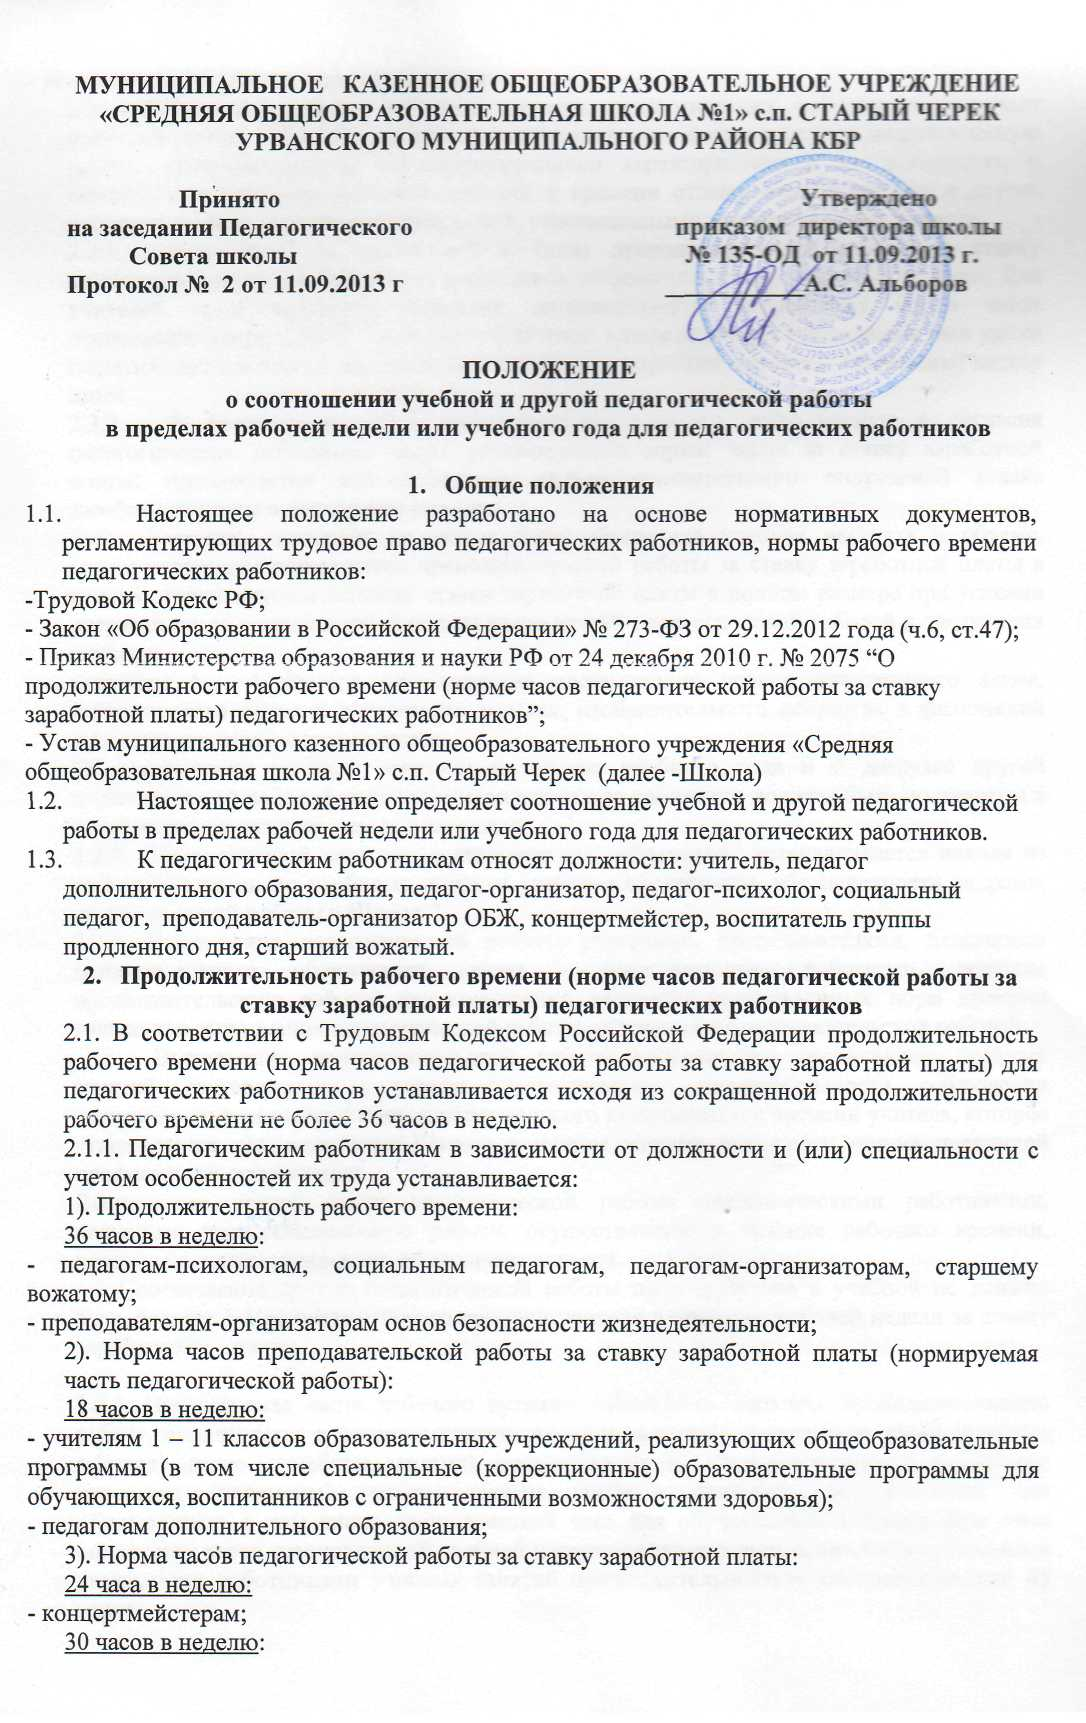 МУНИЦИПАЛЬНОЕ КАЗЕННОЕ ОБЩЕОБРАЗОВАТЕЛЬНОЕ УЧРЕЖДЕНИЕ
«СРЕДНЯЯ ОБЩЕОБРАЗОВАТЕЛЬНАЯ ШКОЛА №1» с.п. СТАРЫЙ ЧЕРЕК
УРВАНСКОГО МУНИЦИПАЛЬНОГО РАЙОНА КБР
Принято
на заседании Педагогического
Совета школы
Протокол № 2 от 11.09.2013 г
Утверждено
приказом директора школы
№ 135-ОД от 11.09.2013 г.
___________А.С. Альборов
ПОЛОЖЕНИЕ
о соотношении учебной и другой педагогической работы
в пределах рабочей недели или учебного года для педагогических работников
1. Общие положения
1.1. Настоящее положение разработано на основе нормативных документов,
регламентирующих трудовое право педагогических работников, нормы рабочего времени
педагогических работников:
-Трудовой Кодекс РФ;
- Закон «Об образовании в Российской Федерации» № 273-ФЗ от 29.12.2012 года (ч.6, ст.47);
- Приказ Министерства образования и науки РФ от 24 декабря 2010 г. № 2075 “О
продолжительности рабочего времени (норме часов педагогической работы за ставку
заработной платы) педагогических работников”;
- Устав муниципального казенного общеобразовательного учреждения «Средняя
общеобразовательная школа №1» с.п. Старый Черек (далее -Школа)
1.2. Настоящее положение определяет соотношение учебной и другой педагогической
работы в пределах рабочей недели или учебного года для педагогических работников.
1.3. К педагогическим работникам относят должности: учитель, педагог
дополнительного образования, педагог-организатор, педагог-психолог, социальный
педагог, преподаватель-организатор ОБЖ, концертмейстер, воспитатель группы
продленного дня, старший вожатый.
2. Продолжительность рабочего времени (норме часов педагогической работы за
ставку заработной платы) педагогических работников
2.1. В соответствии с Трудовым Кодексом Российской Федерации продолжительность
рабочего времени (норма часов педагогической работы за ставку заработной платы) для
педагогических работников устанавливается исходя из сокращенной продолжительности
рабочего времени не более 36 часов в неделю.
2.1.1. Педагогическим работникам в зависимости от должности и (или) специальности с
учетом особенностей их труда устанавливается:
1). Продолжительность рабочего времени:
36 часов в неделю:
- педагогам-психологам, социальным педагогам, педагогам-организаторам, старшему
вожатому;
- преподавателям-организаторам основ безопасности жизнедеятельности;
2). Норма часов преподавательской работы за ставку заработной платы (нормируемая
часть педагогической работы):
18 часов в неделю:
- учителям 1 – 11 классов образовательных учреждений, реализующих общеобразовательные
программы (в том числе специальные (коррекционные) образовательные программы для
обучающихся, воспитанников с ограниченными возможностями здоровья);
- педагогам дополнительного образования;
3). Норма часов педагогической работы за ставку заработной платы:
24 часа в неделю:
- концертмейстерам;
30 часов в неделю: